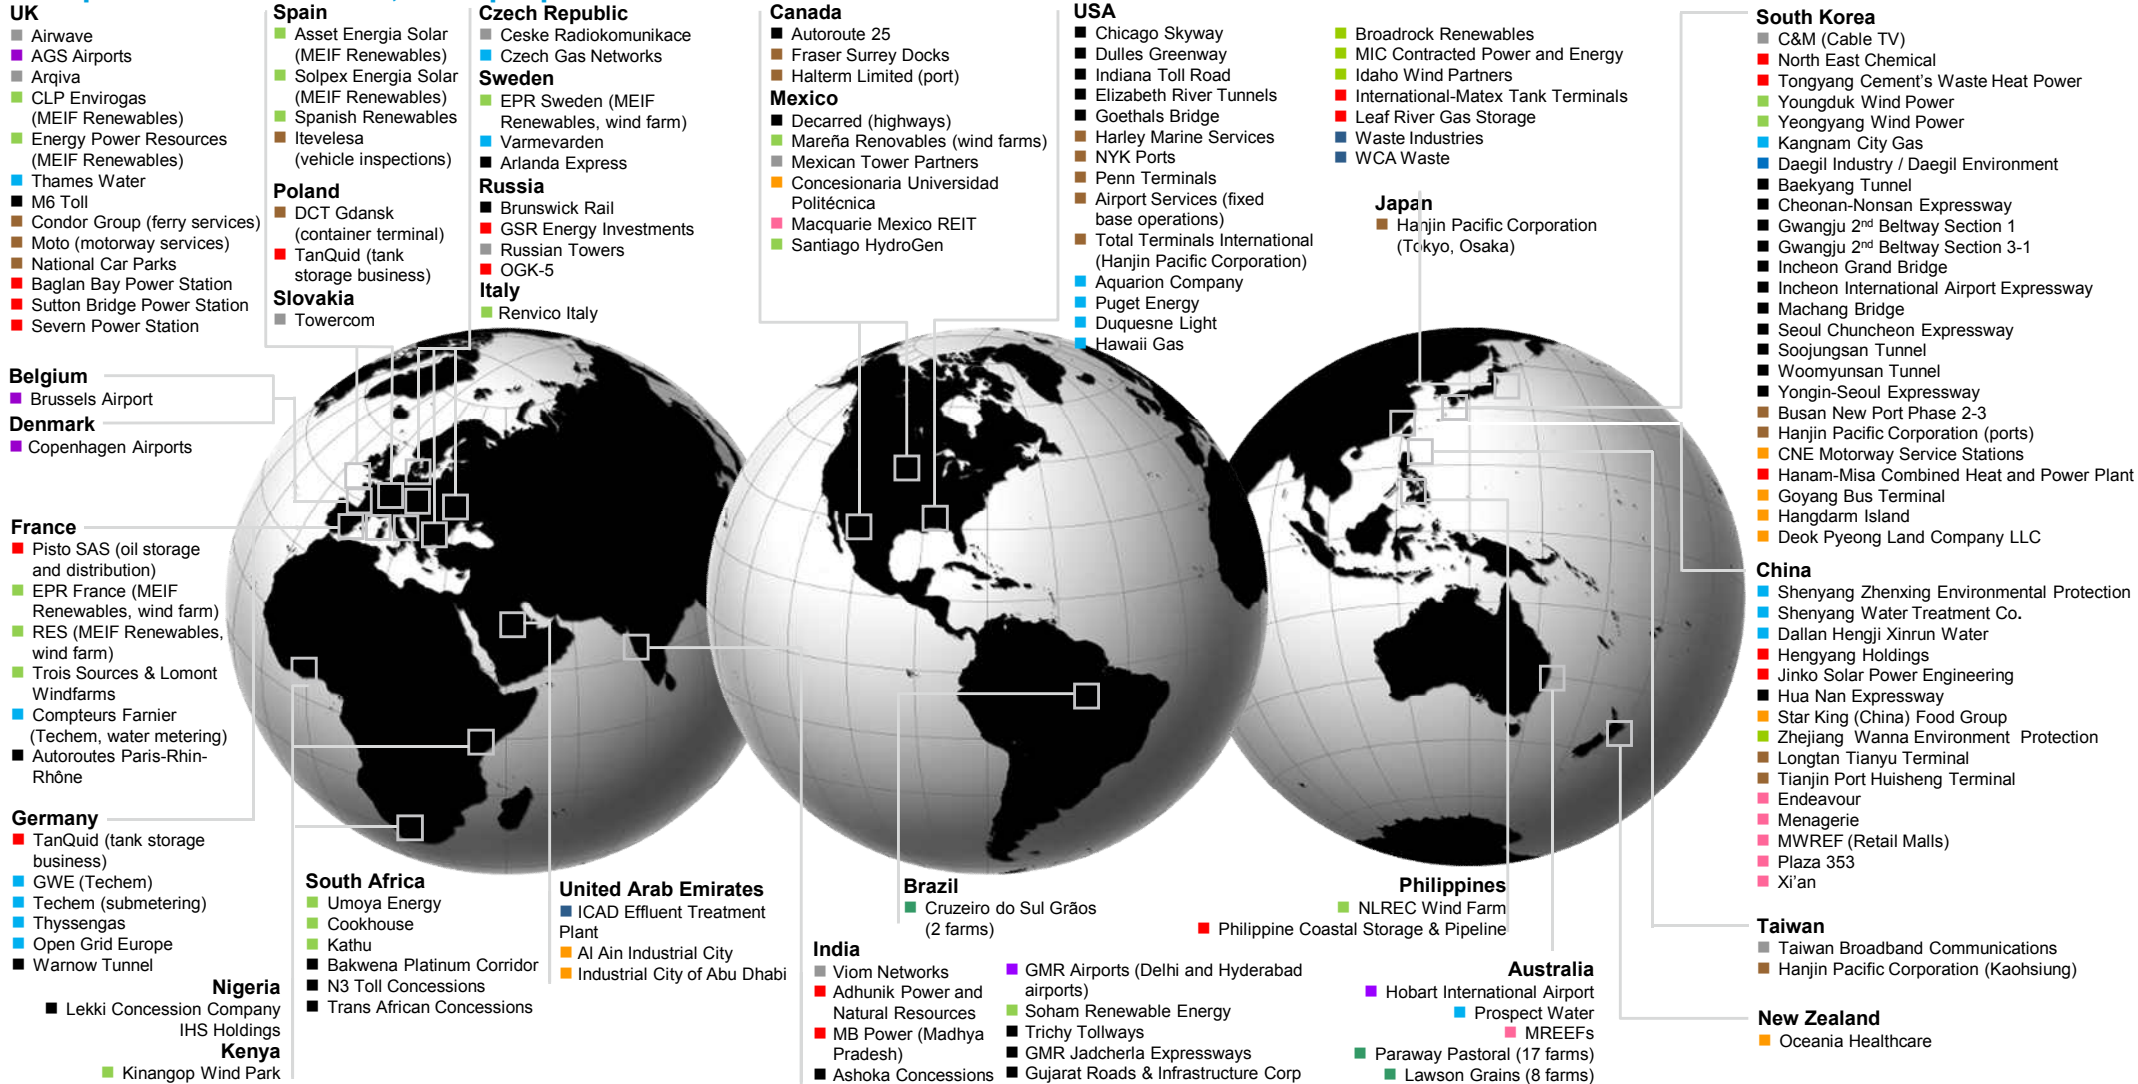 UK
Airwave
AGS Airports
Arqiva
CLP Envirogas
(MEIF Renewables)
Energy Power Resources
(MEIF Renewables)
Thames Water
M6 Toll
Condor Group (ferry services)
Moto (motorway services)
National Car Parks
Baglan Bay Power Station
Sutton Bridge Power Station
Severn Power Station
Spain
Asset Energia Solar
(MEIF Renewables)
Solpex Energia Solar
(MEIF Renewables)
Spanish Renewables
Itevelesa
(vehicle inspections)
Poland
DCT Gdansk
(container terminal)
TanQuid (tank
storage business)
Slovakia
Towercom
Czech Republic
Ceske Radiokomunikace
Czech Gas Networks
Sweden
EPR Sweden (MEIF
Renewables, wind farm)
Varmevarden
Arlanda Express
Russia
Brunswick Rail
GSR Energy Investments
Russian Towers
OGK-5
Italy
Renvico Italy
Canada
Autoroute 25
Fraser Surrey Docks
Halterm Limited (port)
Mexico
Decarred (highways)
Mareña Renovables (wind farms)
Mexican Tower Partners
Concesionaria Universidad
Politécnica
Macquarie Mexico REIT
Santiago HydroGen
USA
Chicago Skyway
Dulles Greenway
Indiana Toll Road
Elizabeth River Tunnels
Goethals Bridge
Harley Marine Services
NYK Ports
Penn Terminals
Airport Services (fixed
base operations)
Total Terminals International
(Hanjin Pacific Corporation)
Aquarion Company
Puget Energy
Duquesne Light
Hawaii Gas
Broadrock Renewables
MIC Contracted Power and Energy
Idaho Wind Partners
International-Matex Tank Terminals
Leaf River Gas Storage
Waste Industries
WCA Waste
Japan
Hanjin Pacific Corporation
(Tokyo, Osaka)
South Korea
C&M (Cable TV)
North East Chemical
Tongyang Cement's Waste Heat Power
Youngduk Wind Power
Yeongyang Wind Power
Kangnam City Gas
Daegil Industry / Daegil Environment
Baekyang Tunnel
Cheonan-Nonsan Expressway
Gwangju 2nd Beltway Section 1
Gwangju 2nd Beltway Section 3-1
Incheon Grand Bridge
Incheon International Airport Expressway
Machang Bridge
Seoul Chuncheon Expressway
Soojungsan Tunnel
Woomyunsan Tunnel
Yongin-Seoul Expressway
Busan New Port Phase 2-3
Hanjin Pacific Corporation (ports)
CNE Motorway Service Stations
Hanam-Misa Combined Heat and Power Plant
Goyang Bus Terminal
Hangdarm Island
Deok Pyeong Land Company LLC
China
Shenyang Zhenxing Environmental Protection
Shenyang Water Treatment Co.
Dallan Hengji Xinrun Water
Hengyang Holdings
Jinko Solar Power Engineering
Hua Nan Expressway
Star King (China) Food Group
Zhejiang Wanna Environment Protection
Longtan Tianyu Terminal
Tianjin Port Huisheng Terminal
Endeavour
Menagerie
MWREF (Retail Malls)
Plaza 353
Xi'an
Taiwan
Taiwan Broadband Communications
Hanjin Pacific Corporation (Kaohsiung)
New Zealand
Oceania Healthcare
Belgium
Brussels Airport
Denmark
Copenhagen Airports
France
Pisto SAS (oil storage
and distribution)
EPR France (MEIF
Renewables, wind farm)
RES (MEIF Renewables,
wind farm)
Trois Sources & Lomont
Windfarms
Compteurs Farnier
(Techem, water metering)
Autoroutes Paris-Rhin-
Rhône
Germany
TanQuid (tank storage
business)
GWE (Techem)
Techem (submetering)
Thyssengas
Open Grid Europe
Warnow Tunnel
Nigeria
Lekki Concession Company
IHS Holdings
Kenya
Kinangop Wind Park
South Africa
Umoya Energy
Cookhouse
Kathu
Bakwena Platinum Corridor
N3 Toll Concessions
Trans African Concessions
United Arab Emirates
ICAD Effluent Treatment
Plant
Al Ain Industrial City
Industrial City of Abu Dhabi
Brazil
Cruzeiro do Sul Grãos
(2 farms)
India
Viom Networks
Adhunik Power and
Natural Resources
MB Power (Madhya
Pradesh)
Ashoka Concessions
GMR Airports (Delhi and Hyderabad
airports)
Soham Renewable Energy
Trichy Tollways
GMR Jadcherla Expressways
Gujarat Roads & Infrastructure Corp
Philippines
NLREC Wind Farm
Philippine Coastal Storage & Pipeline
Australia
Hobart International Airport
Prospect Water
MREEFs
Paraway Pastoral (17 farms)
Lawson Grains (8 farms)